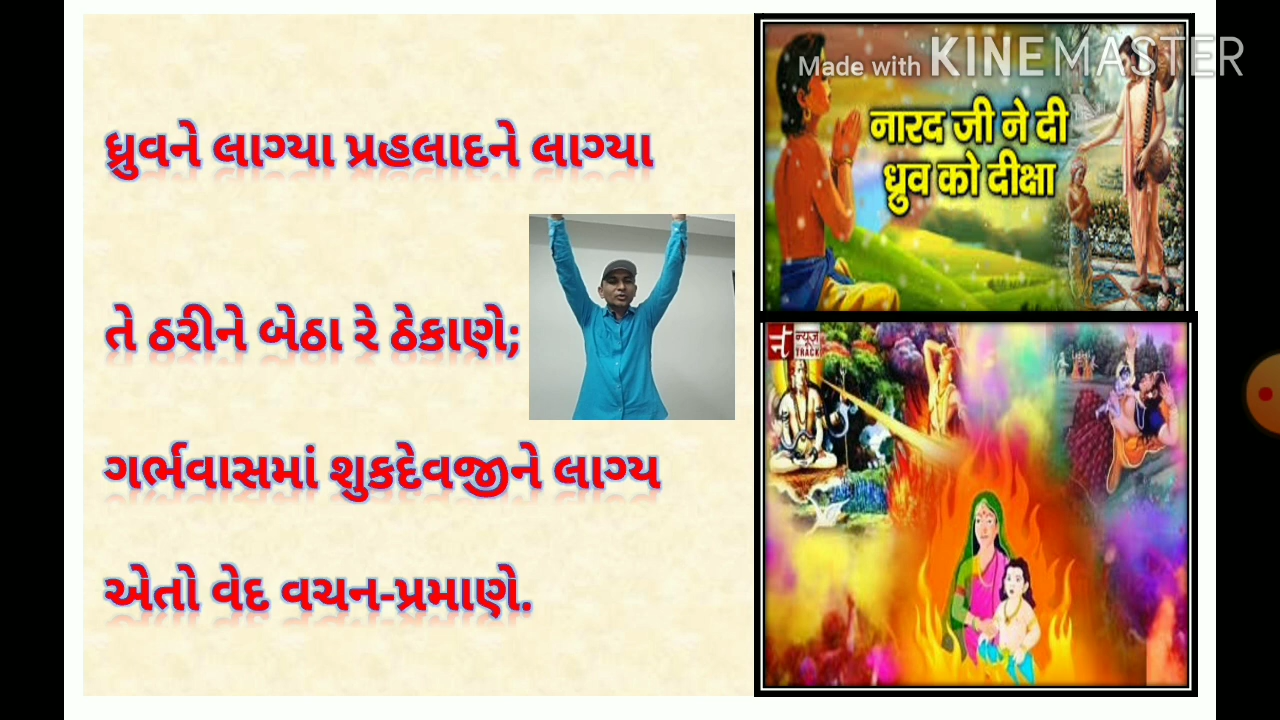 ધ્રુવને લાગ્યા પ્રહલાદને લાગ્યા
તે ઠરીને બેઠા રે ઠેકાણે;
ગર્ભવાસમાં શુકદેવજીને લાગ્ય
એતો વેદ વચન-પ્રમાણે.
Made with KINEMASTER
नारद जी ने दी
ध्रुव को दीक्षा
न्यूज
TRACK